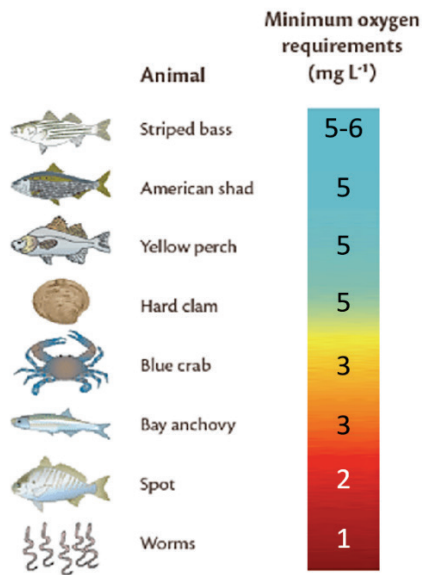 Minimum oxygen
requirements
Animal (mg L⁻¹)
Striped bass 5-6
American shad 5
Yellow perch 5
Hard clam 5
Blue crab 3
Bay anchovy 3
Spot 2
Worms 1